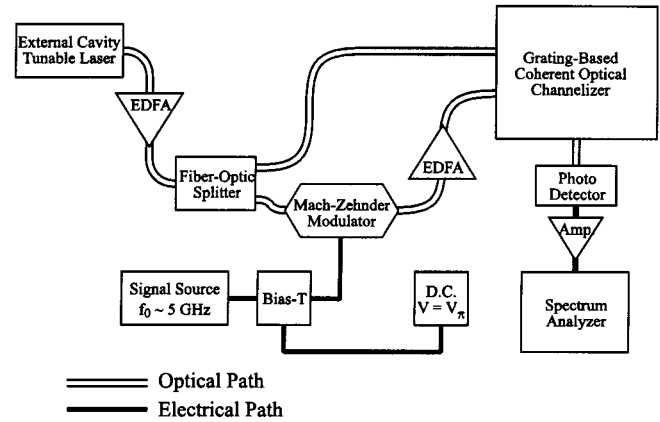 External Cavity
Tunable Laser
EDFA
Fiber-Optic
Splitter
Mach-Zehnder
Modulator
EDFA
Grating-Based
Coherent Optical
Channelizer
Photo
Detector
Amp.
Spectrum
Analyzer
Signal Source
f₀ ~ 5 GHz
Bias-T
D.C.
V = Vπ
Optical Path
Electrical Path